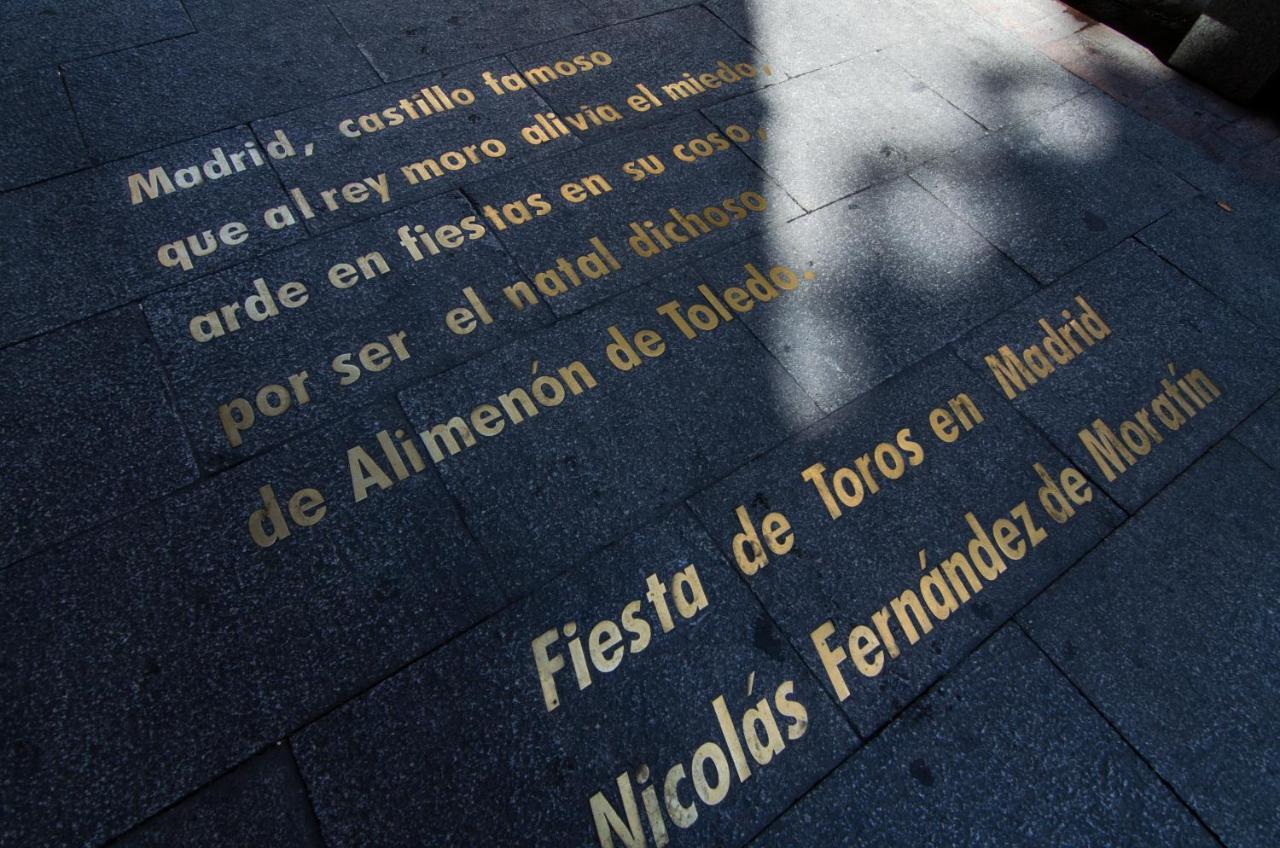 Madrid, castillo famoso
que al rey moro alivia el miedo,
arde en fiestas en su coso,
por ser el natal dichoso
de Alimenón de Toledo.
Fiesta de Toros en Madrid
Nicolás Fernández de Moratín